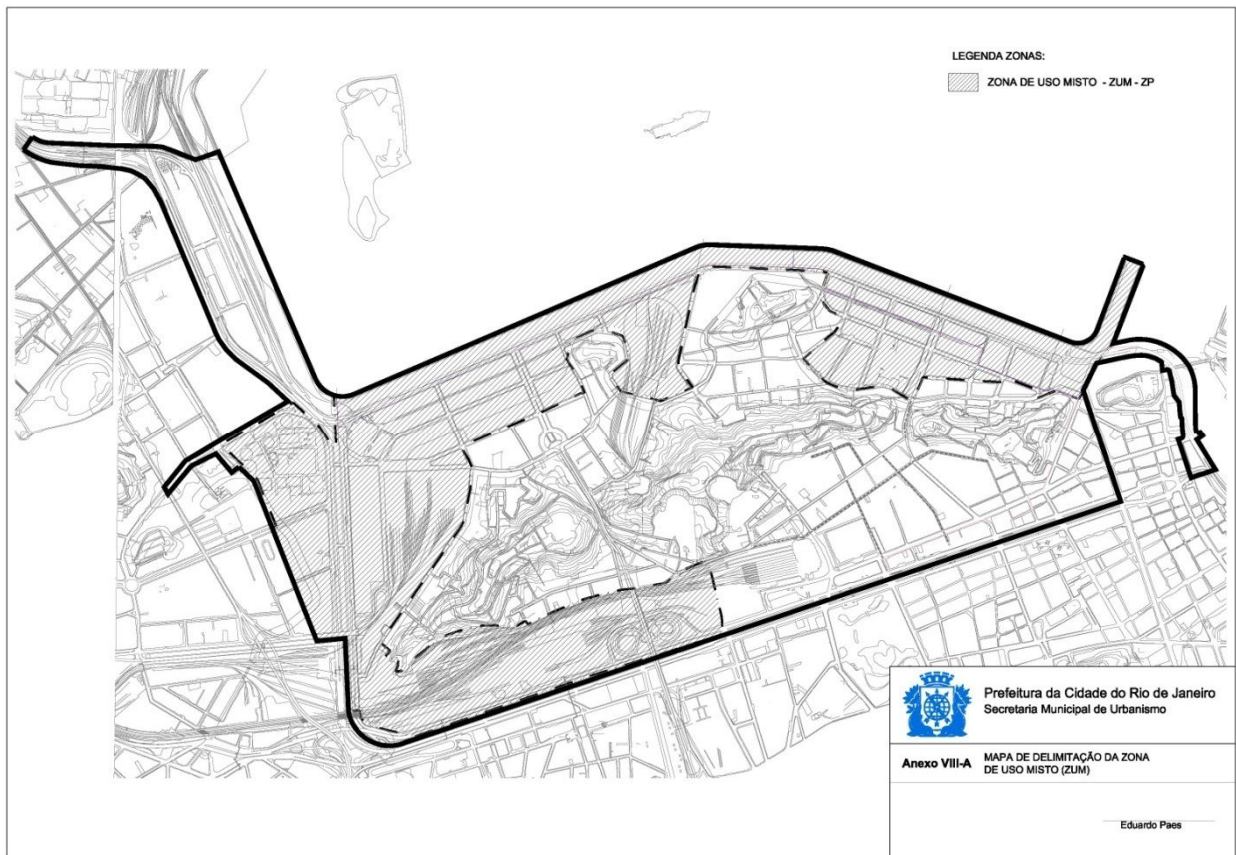 LEGENDA ZONAS:
ZONA DE USO MISTO - ZUM - ZP
Prefeitura da Cidade do Rio de Janeiro
Secretaria Municipal de Urbanismo
Anexo VIII-A
MAPA DE DELIMITAÇÃO DA ZONA
DE USO MISTO (ZUM)
Eduardo Paes